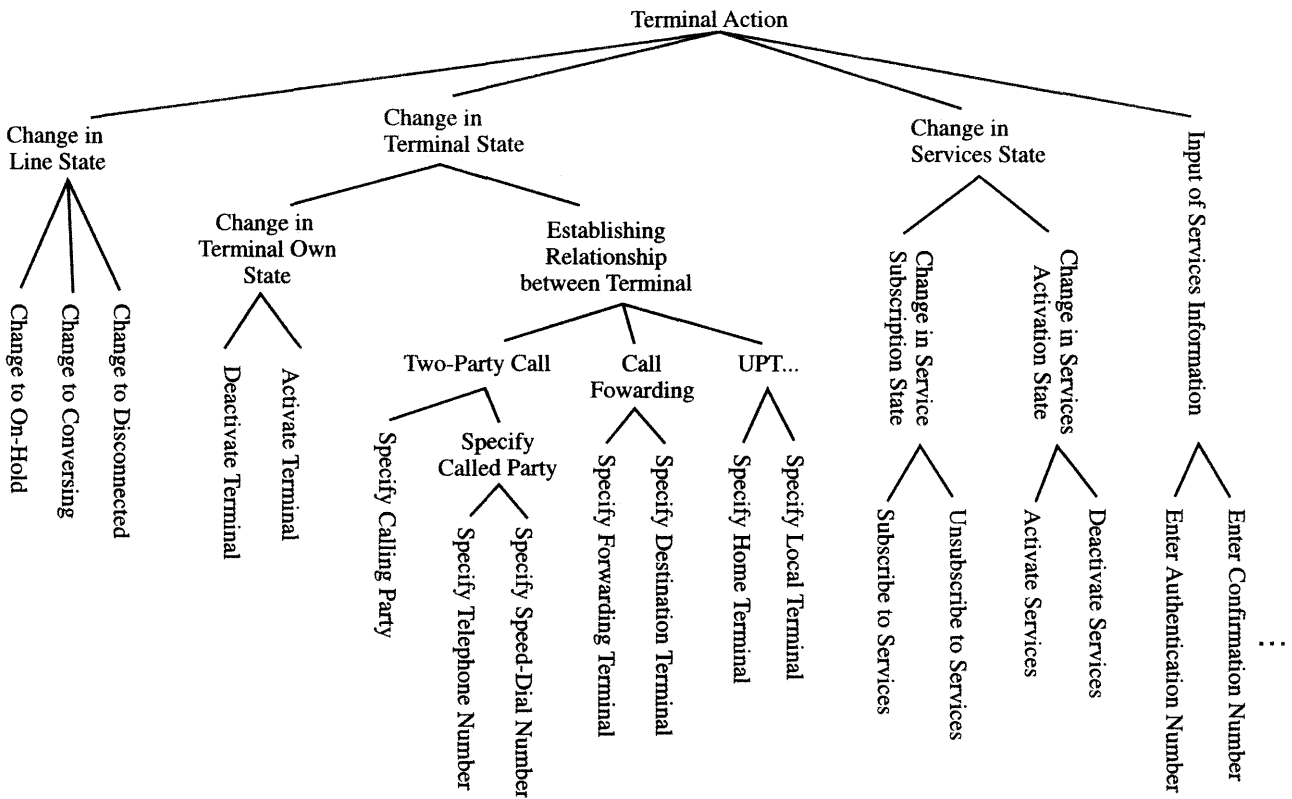 Terminal Action
Change in
Line State
Change in
Terminal State
Change in
Services State
Input of Services Information
Change in
Terminal Own
State
Establishing
Relationship
between Terminal
Change in Service
Subscription State
Change in Services
Activation State
Change to On-Hold
Change to Conversing
Change to Disconnected
Deactivate Terminal
Activate Terminal
Two-Party Call
Call
Fowarding
UPT...
Specify Calling Party
Specify
Called Party
Specify Telephone Number
Specify Speed-Dial Number
Specify Forwarding Terminal
Specify Destination Terminal
Specify Home Terminal
Specify Local Terminal
Subscribe to Services
Unsubscribe to Services
Activate Services
Deactivate Services
Enter Authentication Number
Enter Confirmation Number
...